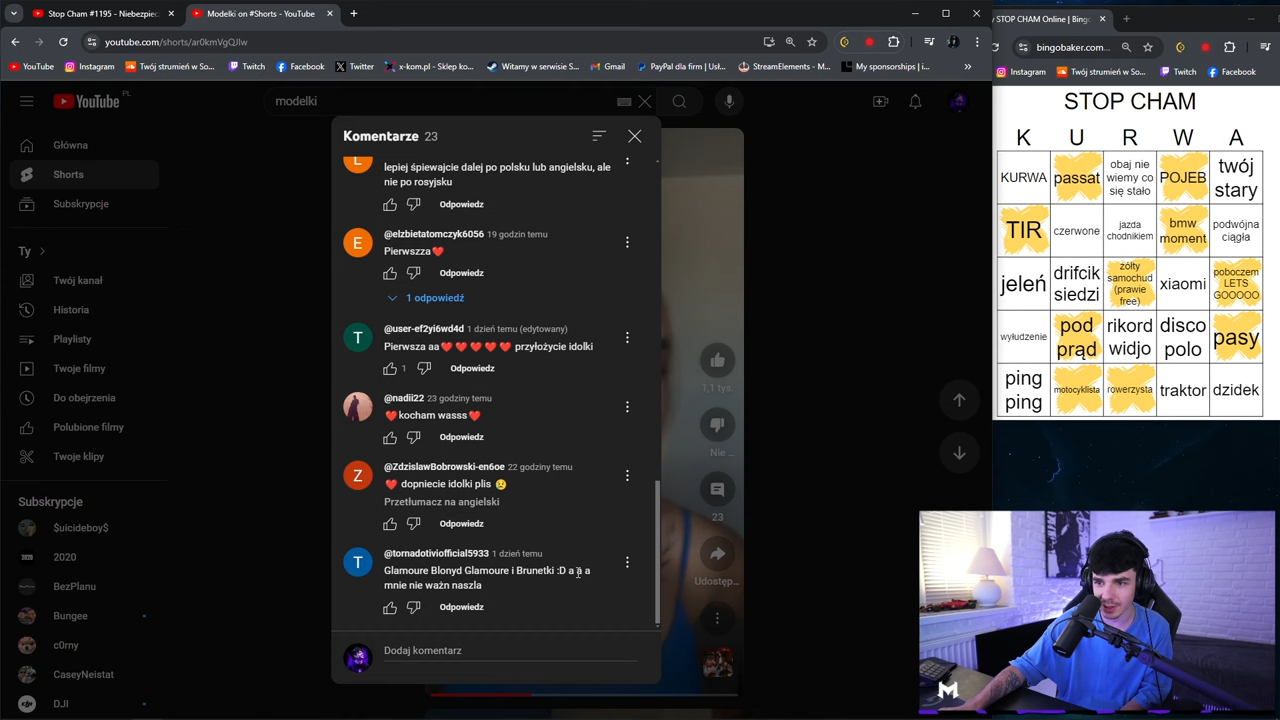 Stop Cham #1195 - Niebezpiec
Modelki on #Shorts - YouTube
youtube.com/shorts/ar0kmVgQJIw
YouTube
Instagram
Twój strumień w So...
Twitch
Facebook
Twitter
x-kom.pl - Sklep ko...
Witamy w serwisie S...
Gmail
PayPal dla firm | Usł...
StreamElements - M...
My sponsorships | i...
YouTube PL
modelki
Główna
Shorts
Subskrypcje
Ty
Twój kanał
Historia
Playlisty
Twoje filmy
Do obejrzenia
Polubione filmy
Twoje klipy
Subskrypcje
$uicideboy$
2020
BezPlanu
Bungee
c0rny
CaseyNeistat
DJI
Komentarze 23
lepiej śpiewajcie dalej po polsku lub angielsku, ale
nie po rosyjsku
Odpowiedz
@elzbietatomczyk6056 19 godzin temu
Pierwszza❤️
Odpowiedz
1 odpowiedź
@user-ef2yi6wd4d 1 dzień temu (edytowany)
Pierwsza aa❤️❤️❤️❤️❤️ przyłożycie idolki
1
Odpowiedz
23 godziny temu
❤️kocham wasss❤️
Odpowiedz
@ZdzislawBobrowski-en6oe 22 godziny temu
❤️ dopniecie idolki plis 😢
Przetłumacz na angielski
Odpowiedz
@tornadotiviofficial5933 1 dzień temu
Glamoure Blonyd Glamoure i Brunetki :D a a a
mnie nie ważn naszla
Odpowiedz
Dodaj komentarz
1,1 tys.
Nie ...
23
Udostęp...
STOP CHAM Online | Bingo
bingobaker.com...
Instagram
Twój strumień w So...
Twitch
Facebook
STOP CHAM
K U R W A
KURWA
passat
obaj nie
wiemy co
się stało
POJEB
twój
stary
TIR
czerwone
jazda
chodnikiem
bmw
moment
podwójna
ciągła
jeleń
drifcik
siedzi
żółty
samochud
(prawie
free)
xiaomi
poboczem
LETS
GOOOOO
wyłudzenie
pod
prąd
rikord
widjo
disco
polo
pasy
ping
ping
motocyklista
rowerzysta
traktor
dzidek